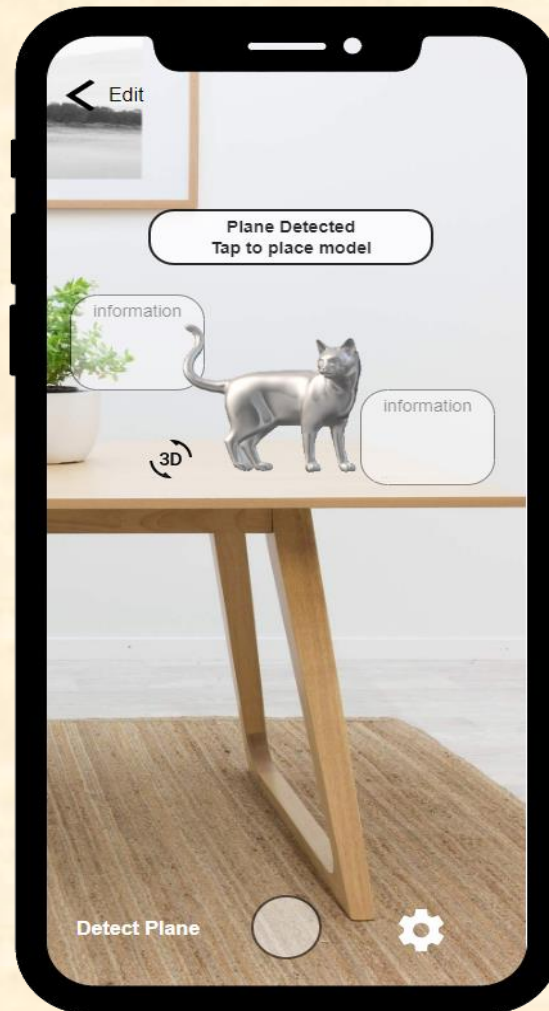 Edit
Plane Detected
Tap to place model
information
information
3D
Detect Plane